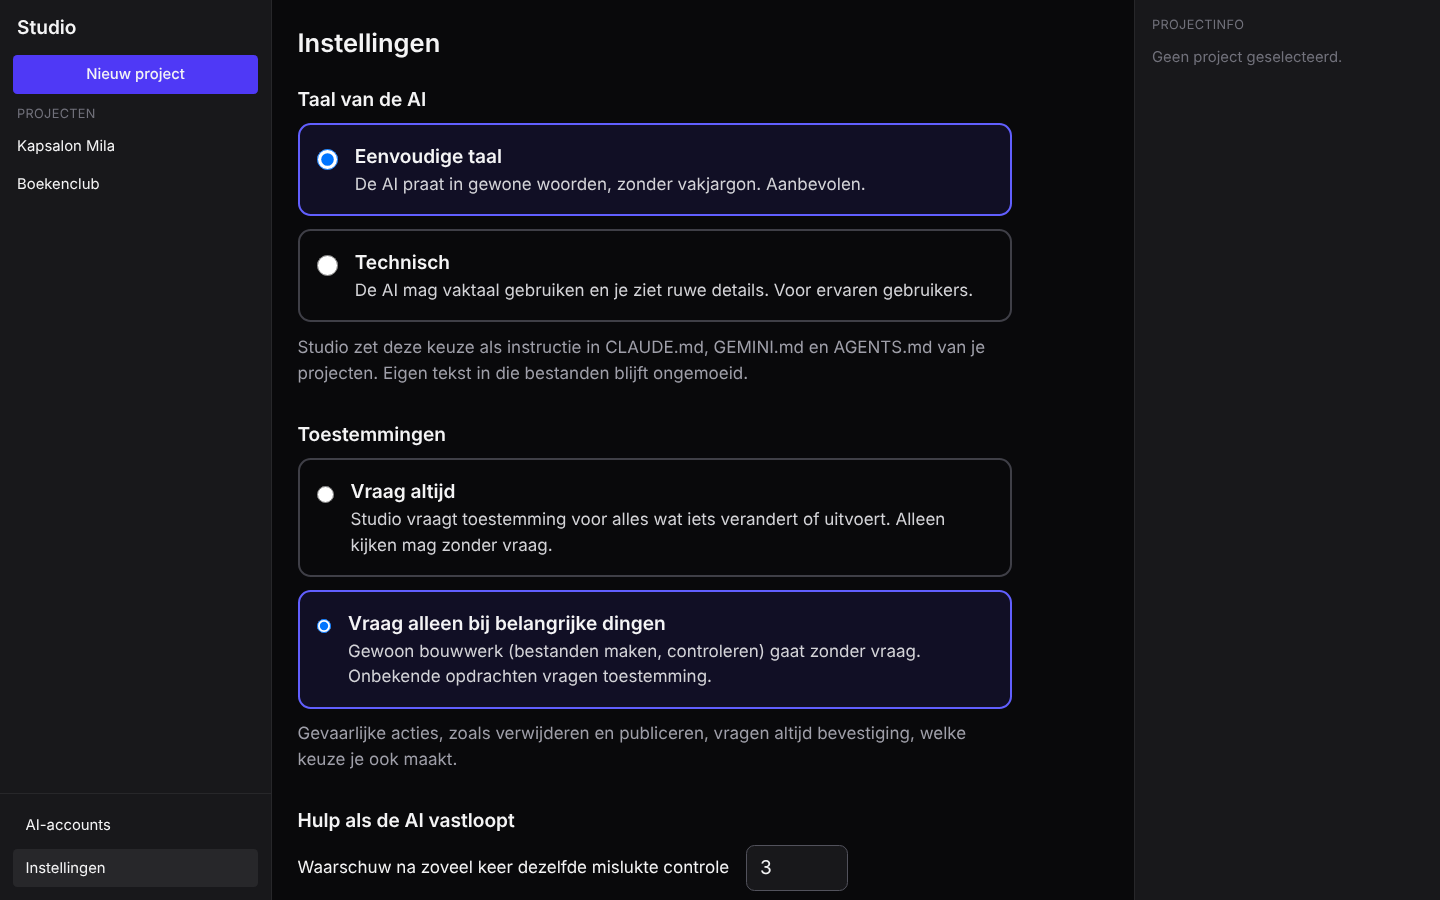 Studio
Nieuw project
PROJECTEN
Kapsalon Mila
Boekenclub
AI-accounts
Instellingen
Instellingen
Taal van de AI
Eenvoudige taal
De AI praat in gewone woorden, zonder vakjargon. Aanbevolen.
Technisch
De AI mag vaktaal gebruiken en je ziet ruwe details. Voor ervaren gebruikers.
Studio zet deze keuze als instructie in CLAUDE.md, GEMINI.md en AGENTS.md van je
projecten. Eigen tekst in die bestanden blijft ongemoeid.
Toestemmingen
Vraag altijd
Studio vraagt toestemming voor alles wat iets verandert of uitvoert. Alleen
kijken mag zonder vraag.
Vraag alleen bij belangrijke dingen
Gewoon bouwwerk (bestanden maken, controleren) gaat zonder vraag.
Onbekende opdrachten vragen toestemming.
Gevaarlijke acties, zoals verwijderen en publiceren, vragen altijd bevestiging, welke
keuze je ook maakt.
Hulp als de AI vastloopt
Waarschuw na zoveel keer dezelfde mislukte controle
3
PROJECTINFO
Geen project geselecteerd.